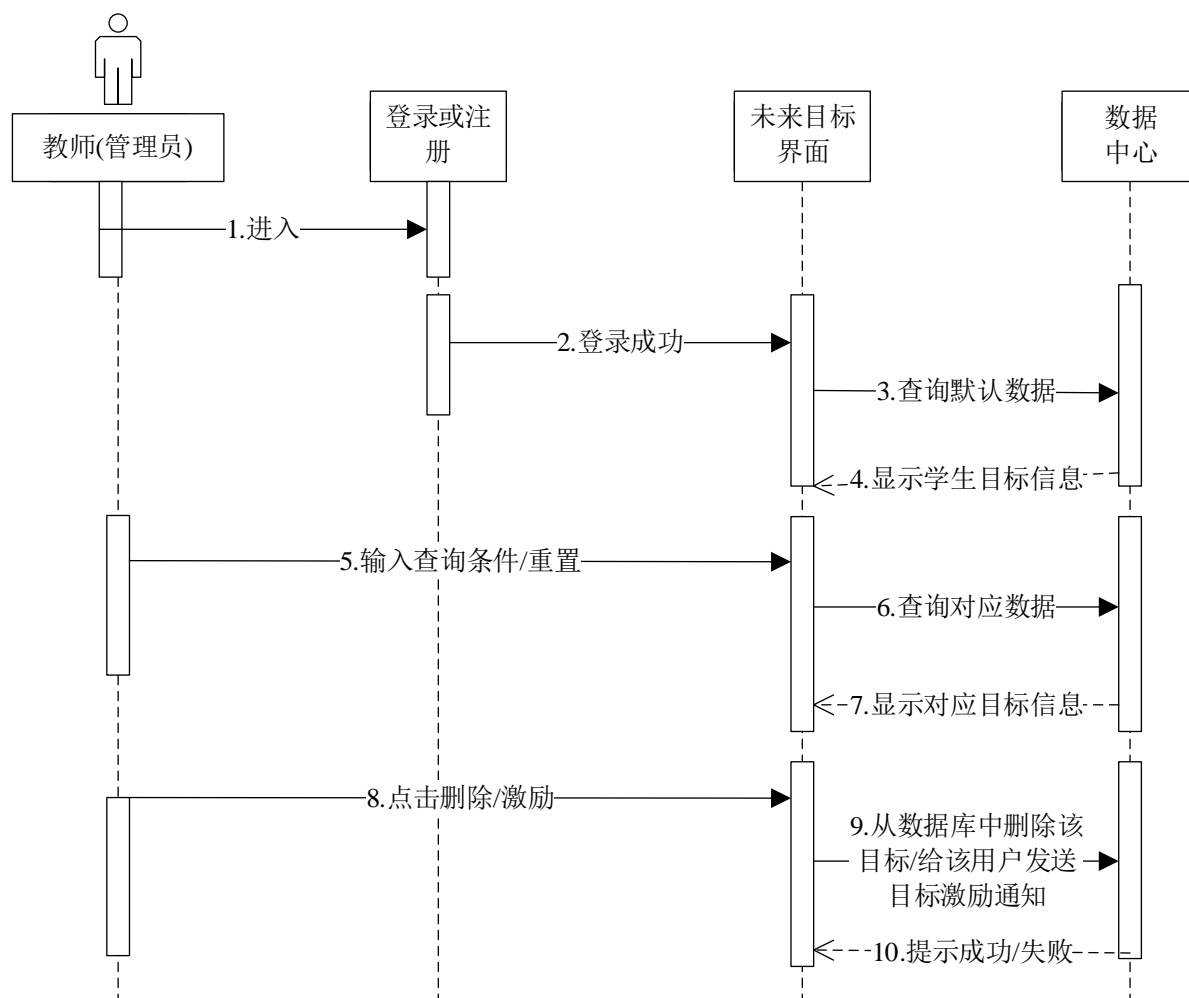 教师(管理员)
登录或注
册
未来目标
界面
数据
中心
1.进入
2.登录成功
3.查询默认数据
4.显示学生目标信息
5.输入查询条件/重置
6.查询对应数据
7.显示对应目标信息
8.点击删除/激励
9.从数据库中删除该
目标/给该用户发送
目标激励通知
10.提示成功/失败